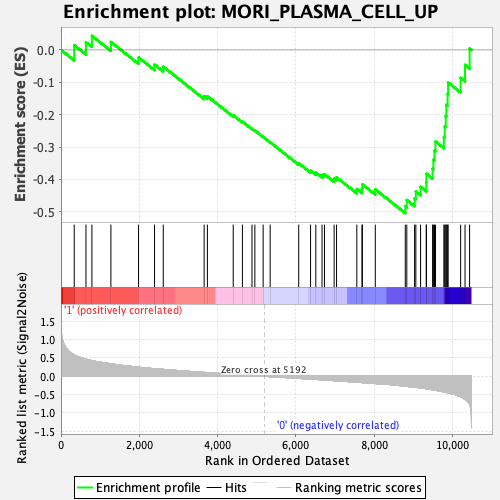 Enrichment plot: MORI_PLASMA_CELL_UP
Enrichment score (ES)
0.0
-0.1
-0.2
-0.3
-0.4
-0.5
'1' (positively correlated)
Ranked list metric (Signal2Noise)
1.5
1.0
0.5
0.0
-0.5
-1.0
-1.5
Zero cross at 5192
'0' (negatively correlated)
0 2,000 4,000 6,000 8,000 10,000
Rank in Ordered Dataset
Enrichment profile Hits Ranking metric scores